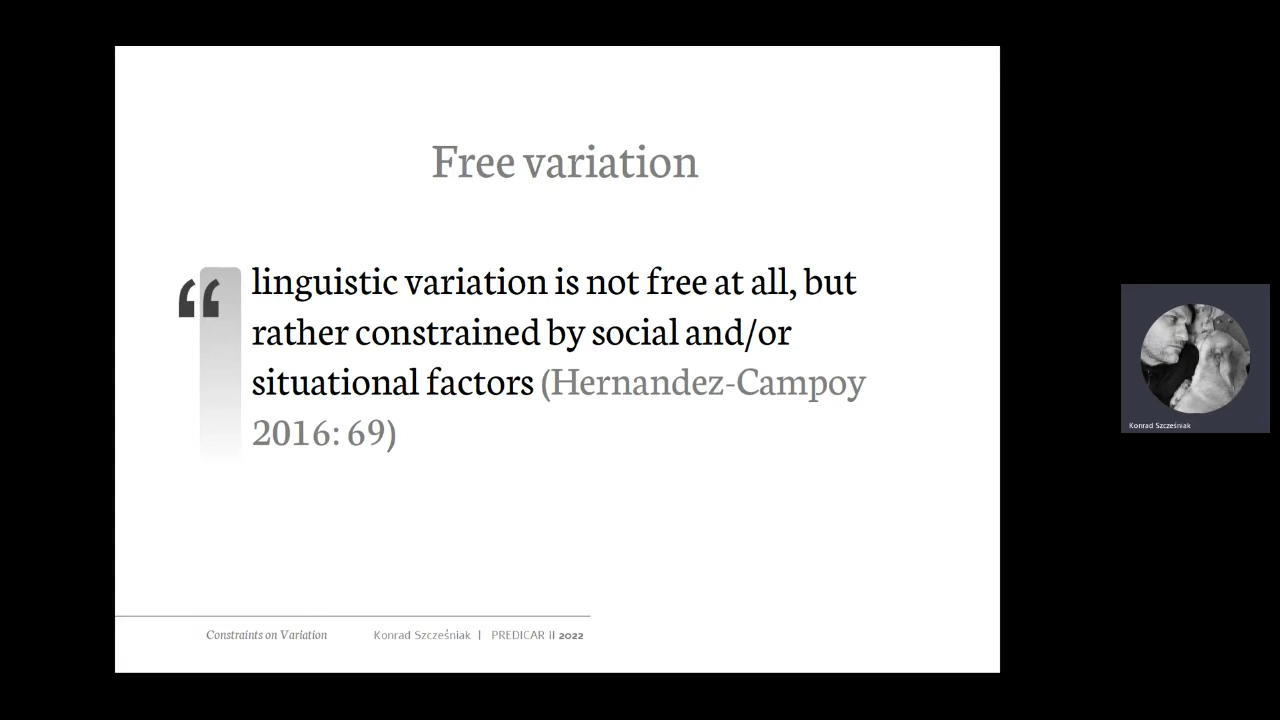 Free variation
“
linguistic variation is not free at all, but
rather constrained by social and/or
situational factors (Hernandez-Campoy
2016: 69)
Constraints on Variation Konrad Szcześniak | PREDICAR II 2022
Konrad Szcześniak